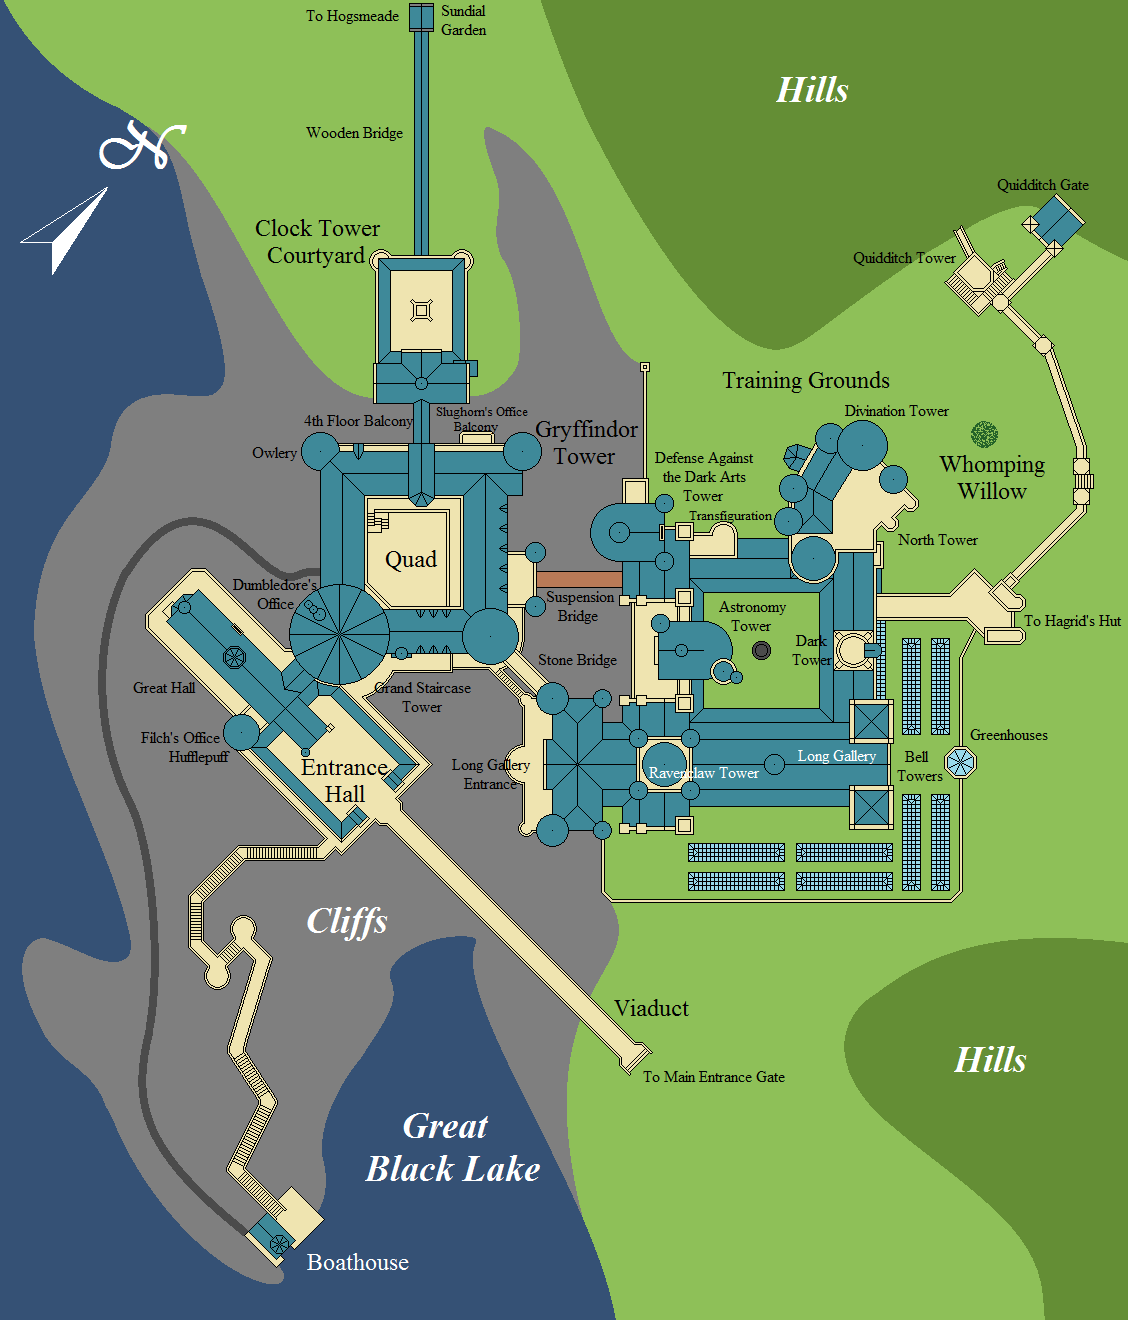 To Hogsmeade
Sundial
Garden
Hills
N
Wooden Bridge
Quidditch Gate
Clock Tower
Courtyard
Quidditch Tower
Training Grounds
Divination Tower
4th Floor Balcony
Slughorn's Office
Balcony
Gryffindor
Tower
Owlery
Defense Against
the Dark Arts
Tower
Whomping
Willow
Transfiguration
North Tower
Quad
Dumbledore's
Office
Suspension
Bridge
Astronomy
Tower
To Hagrid's Hut
Dark
Tower
Stone Bridge
Great Hall
Grand Staircase
Tower
Filch's Office
Hufflepuff
Greenhouses
Long Gallery
Entrance
Long Gallery
Bell
Towers
Ravenclaw Tower
Entrance
Hall
Cliffs
Viaduct
To Main Entrance Gate
Hills
Great
Black Lake
Boathouse